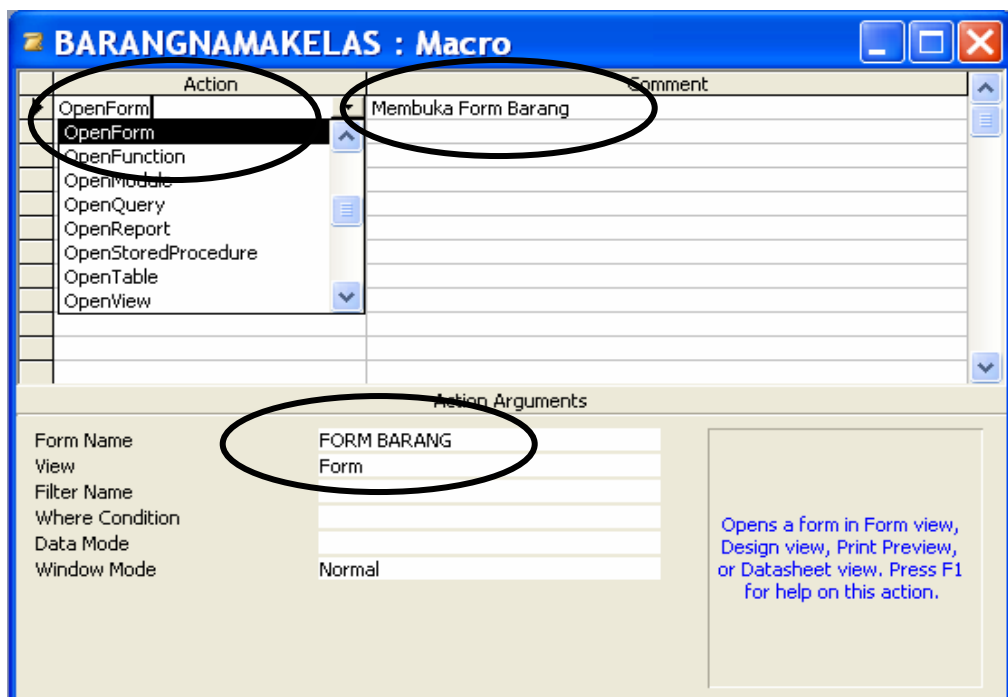 BARANGNAMAKELAS : Macro
Action Comment
OpenForm Membuka Form Barang
OpenForm
OpenFunction
OpenModule
OpenQuery
OpenReport
OpenStoredProcedure
OpenTable
OpenView
Action Arguments
Form Name FORM BARANG
View Form
Filter Name
Where Condition
Data Mode
Window Mode Normal
Opens a form in Form view,
Design view, Print Preview,
or Datasheet view. Press F1
for help on this action.